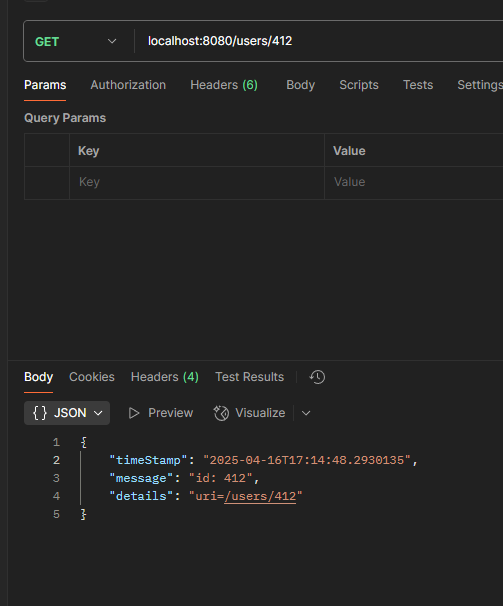 GET localhost:8080/users/412
Params Authorization Headers (6) Body Scripts Tests Settings
Query Params
Key Value
Key Value
Body Cookies Headers (4) Test Results
{} JSON Preview Visualize
1 {
2 "timeStamp": "2025-04-16T17:14:48.2930135",
3 "message": "id: 412",
4 "details": "uri=/users/412"
5 }